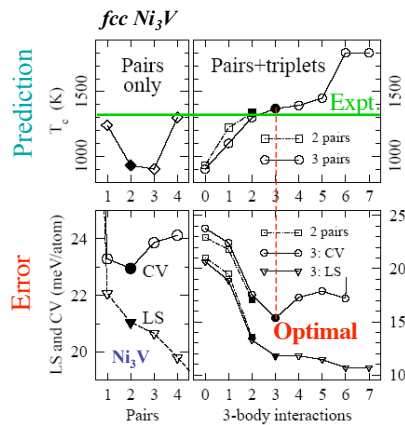 fcc Ni3V
Prediction
Tc (K)
1500
1000
Pairs
only
Pairs+triplets
Expt.
2 pairs
3 pairs
1500
1000
Error
LS and CV (meV/atom)
24
22
20
CV
LS
Ni3V
1 2 3 4
Pairs
2 pairs
3: CV
3: LS
Optimal
25
20
15
10
0 1 2 3 4 5 6 7
3-body interactions
1 2 3 4
0 1 2 3 4 5 6 7